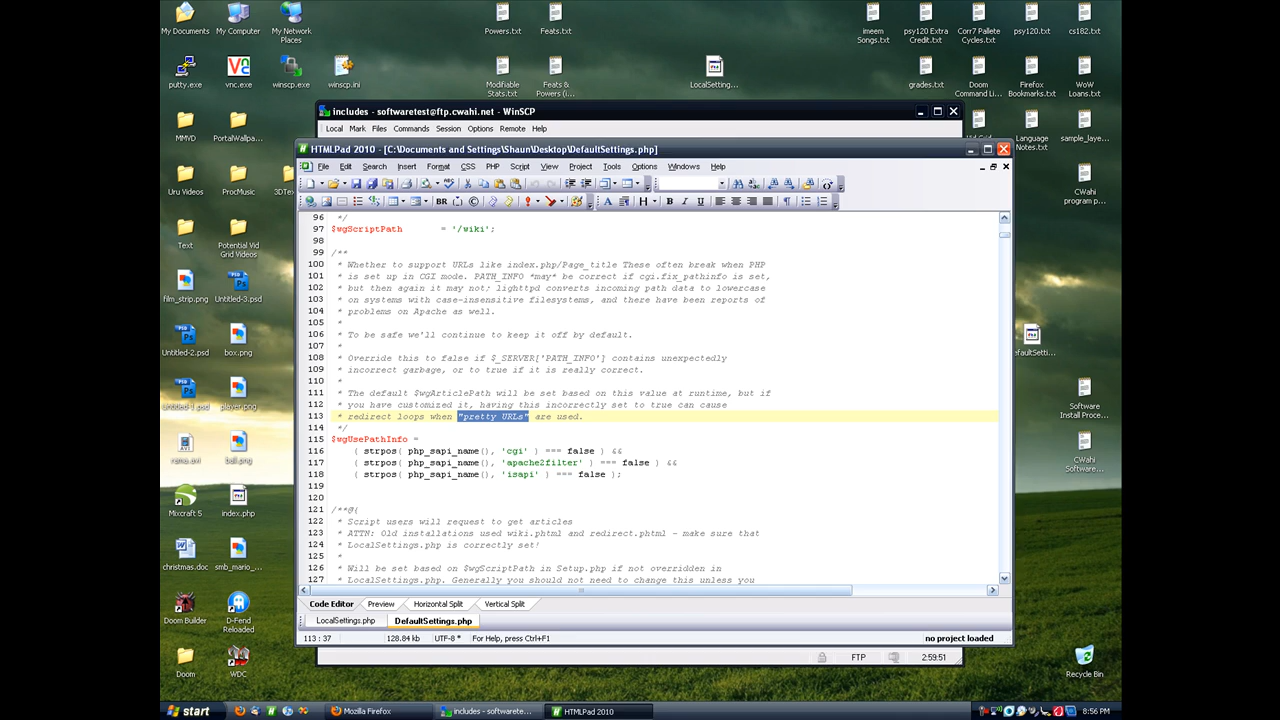 My Documents
My Computer
My Network Places
Powers.txt
Feats.txt
imeem Songs.txt
psy120 Extra Credit.txt
Corr7 Pallete Cycles.txt
psy120.txt
cs182.txt
putty.exe
vnc.exe
winscp.exe
winscp.ini
Modifiable Stats.txt
Feats & Powers (i...
LocalSetting...
grades.txt
Doom Command Li...
Firefox Bookmarks.txt
WoW Loans.txt
includes - softwaretest@ftp.cwahi.net - WinSCP
Local Mark Files Commands Session Options Remote Help
MMVD
PortalWallpa...
Language Notes.txt
sample_laye...
HTMLPad 2010 - [C:\Documents and Settings\Shaun\Desktop\DefaultSettings.php]
File Edit Search Insert Format CSS PHP Script View Project Tools Options Windows Help
BR H B I U
Uru Videos
ProcMusic
3DTex
CWahi program p...
Text
Potential Vid Grid Videos
film_strip.png
Untitled-3.psd
Untitled-2.psd
box.png
efaultSetti...
Untitled-1.psd
player.png
Software Install Proce...
ball.png
CWahi Software...
Mixcraft 5
index.php
christmas.doc
smb_mario_...
Doom Builder
D-Fend Reloaded
Doom
WDC
Recycle Bin
96 */
97 $wgScriptPath = '/wiki';
98
99 /**
100 * Whether to support URLs like index.php/Page_title These often break when PHP
101 * is set up in CGI mode. PATH_INFO *may* be correct if cgi.fix_pathinfo is set,
102 * but then again it may not; lighttpd converts incoming path data to lowercase
103 * on systems with case-insensitive filesystems, and there have been reports of
104 * problems on Apache as well.
105 *
106 * To be safe we'll continue to keep it off by default.
107 *
108 * Override this to false if $_SERVER['PATH_INFO'] contains unexpectedly
109 * incorrect garbage, or to true if it is really correct.
110 *
111 * The default $wgArticlePath will be set based on this value at runtime, but if
112 * you have customized it, having this incorrectly set to true can cause
113 * redirect loops when "pretty URLs" are used.
114 */
115 $wgUsePathInfo =
116 ( strpos( php_sapi_name(), 'cgi' ) === false ) &&
117 ( strpos( php_sapi_name(), 'apache2filter' ) === false ) &&
118 ( strpos( php_sapi_name(), 'isapi' ) === false );
119
120
121 /**@{
122 * Script users will request to get articles
123 * ATTN: Old installations used wiki.phtml and redirect.phtml - make sure that
124 * LocalSettings.php is correctly set!
125 *
126 * Will be set based on $wgScriptPath in Setup.php if not overridden in
127 * LocalSettings.php. Generally you should not need to change this unless you
Code Editor Preview Horizontal Split Vertical Split
LocalSettings.php DefaultSettings.php
113 : 37 128.84 kb UTF-8 * For Help, press Ctrl+F1 no project loaded
FTP 2:59:51
start Mozilla Firefox includes - softwarete... HTMLPad 2010 8:56 PM